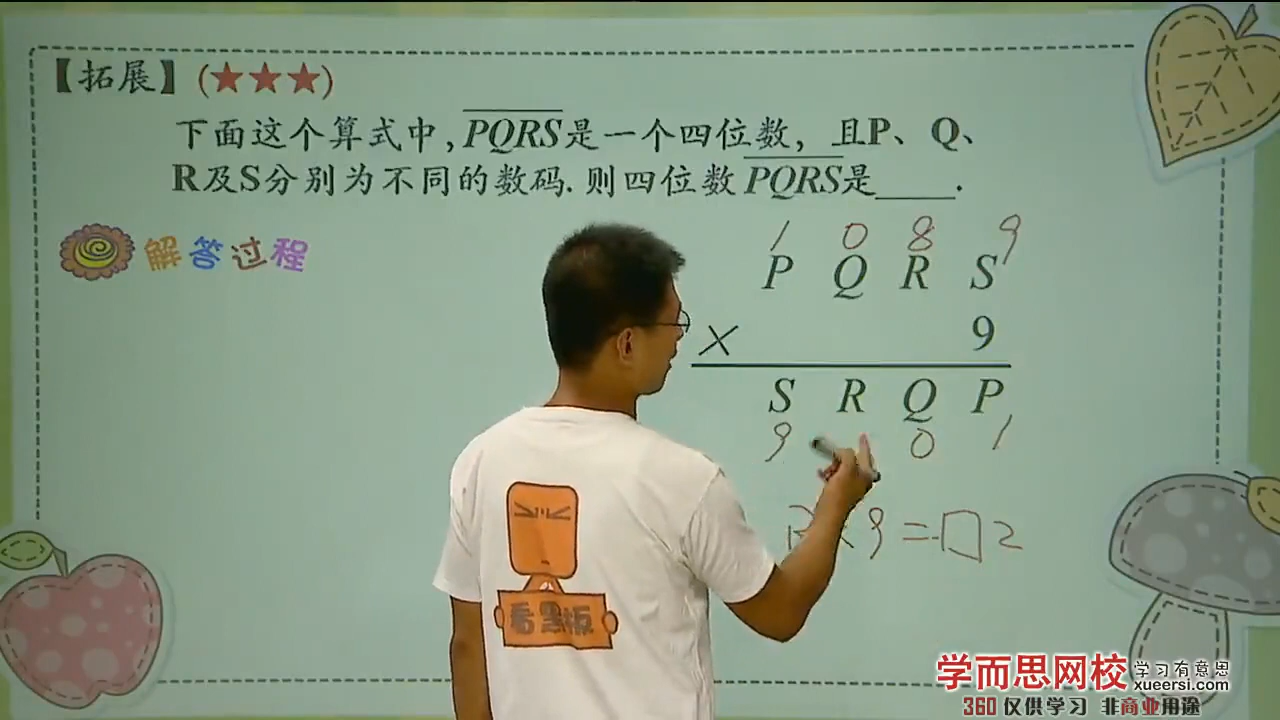 【拓展】(★★★)
下面这个算式中,PQRS是一个四位数，且P、Q、
R及S分别为不同的数码.则四位数PQRS是____.
解答过程
1 0 8 9
P Q R S
× 9
S R Q P
9 0 1
×9=□2
看黑板
学而思网校 学习有意思
xueersi.com
360 仅供学习 非商业用途